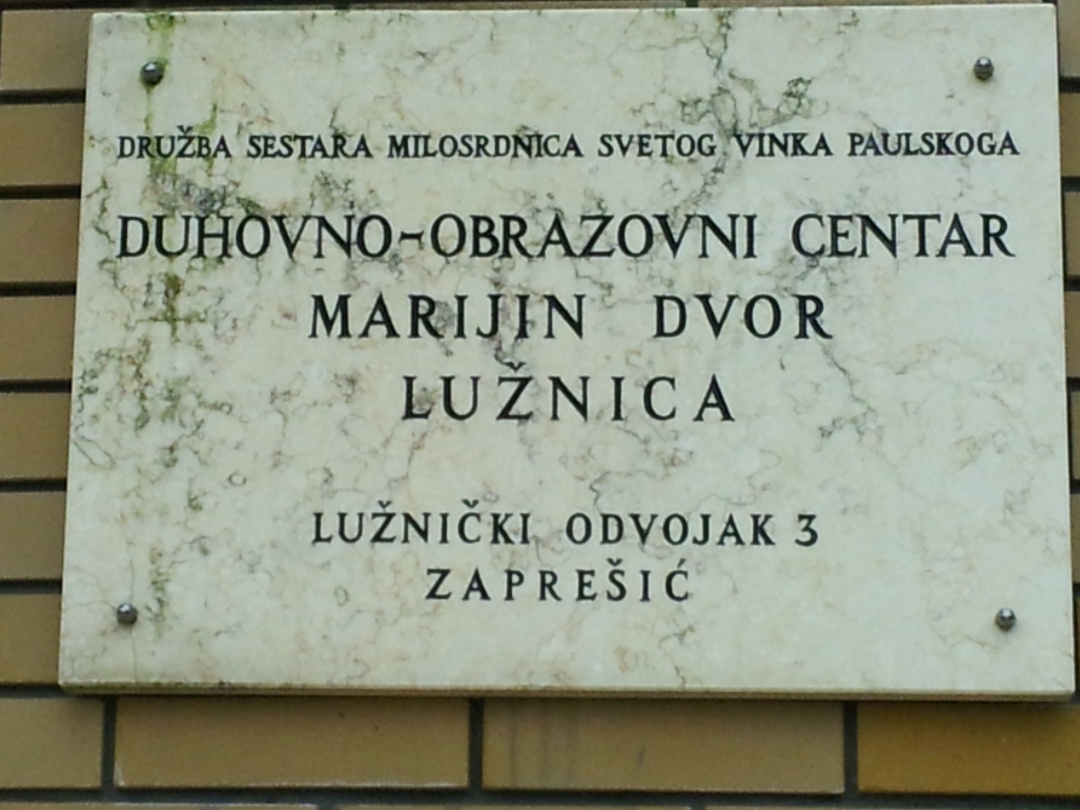 DRUŽBA SESTARA MILOSRDNICA SVETOG VINKA PAULSKOGA
DUHOVNO-OBRAZOVNI CENTAR
MARIJIN DVOR
LUŽNICA
LUŽNIČKI ODVOJAK 3
ZAPREŠIĆ